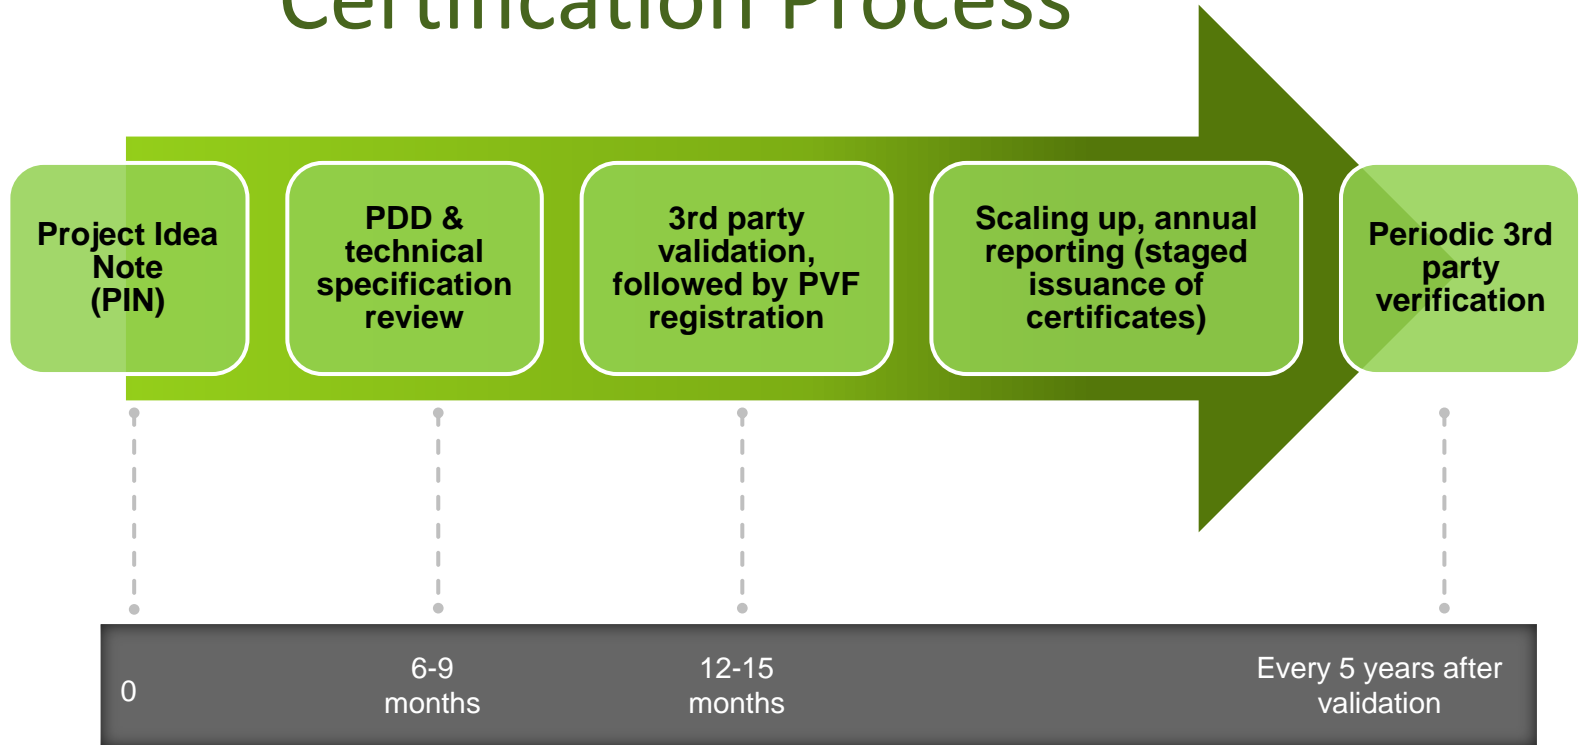 Certification Process
Project Idea
Note
(PIN)
PDD &
technical
specification
review
3rd party
validation,
followed by PVF
registration
Scaling up, annual
reporting (staged
issuance of
certificates)
Periodic 3rd
party
verification
0
6-9
months
12-15
months
Every 5 years after
validation